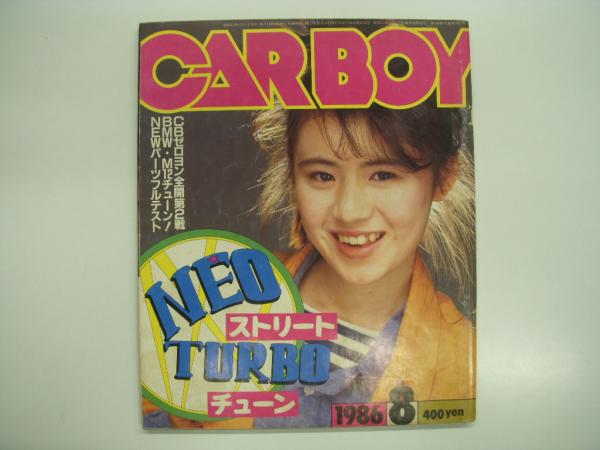 CARBOY
CBゼロヨン全開第2戦
BMW・M12チューン!
NEWパーツフルテスト
NEO
ストリート
TURBO
チューン
1986 8 400yen